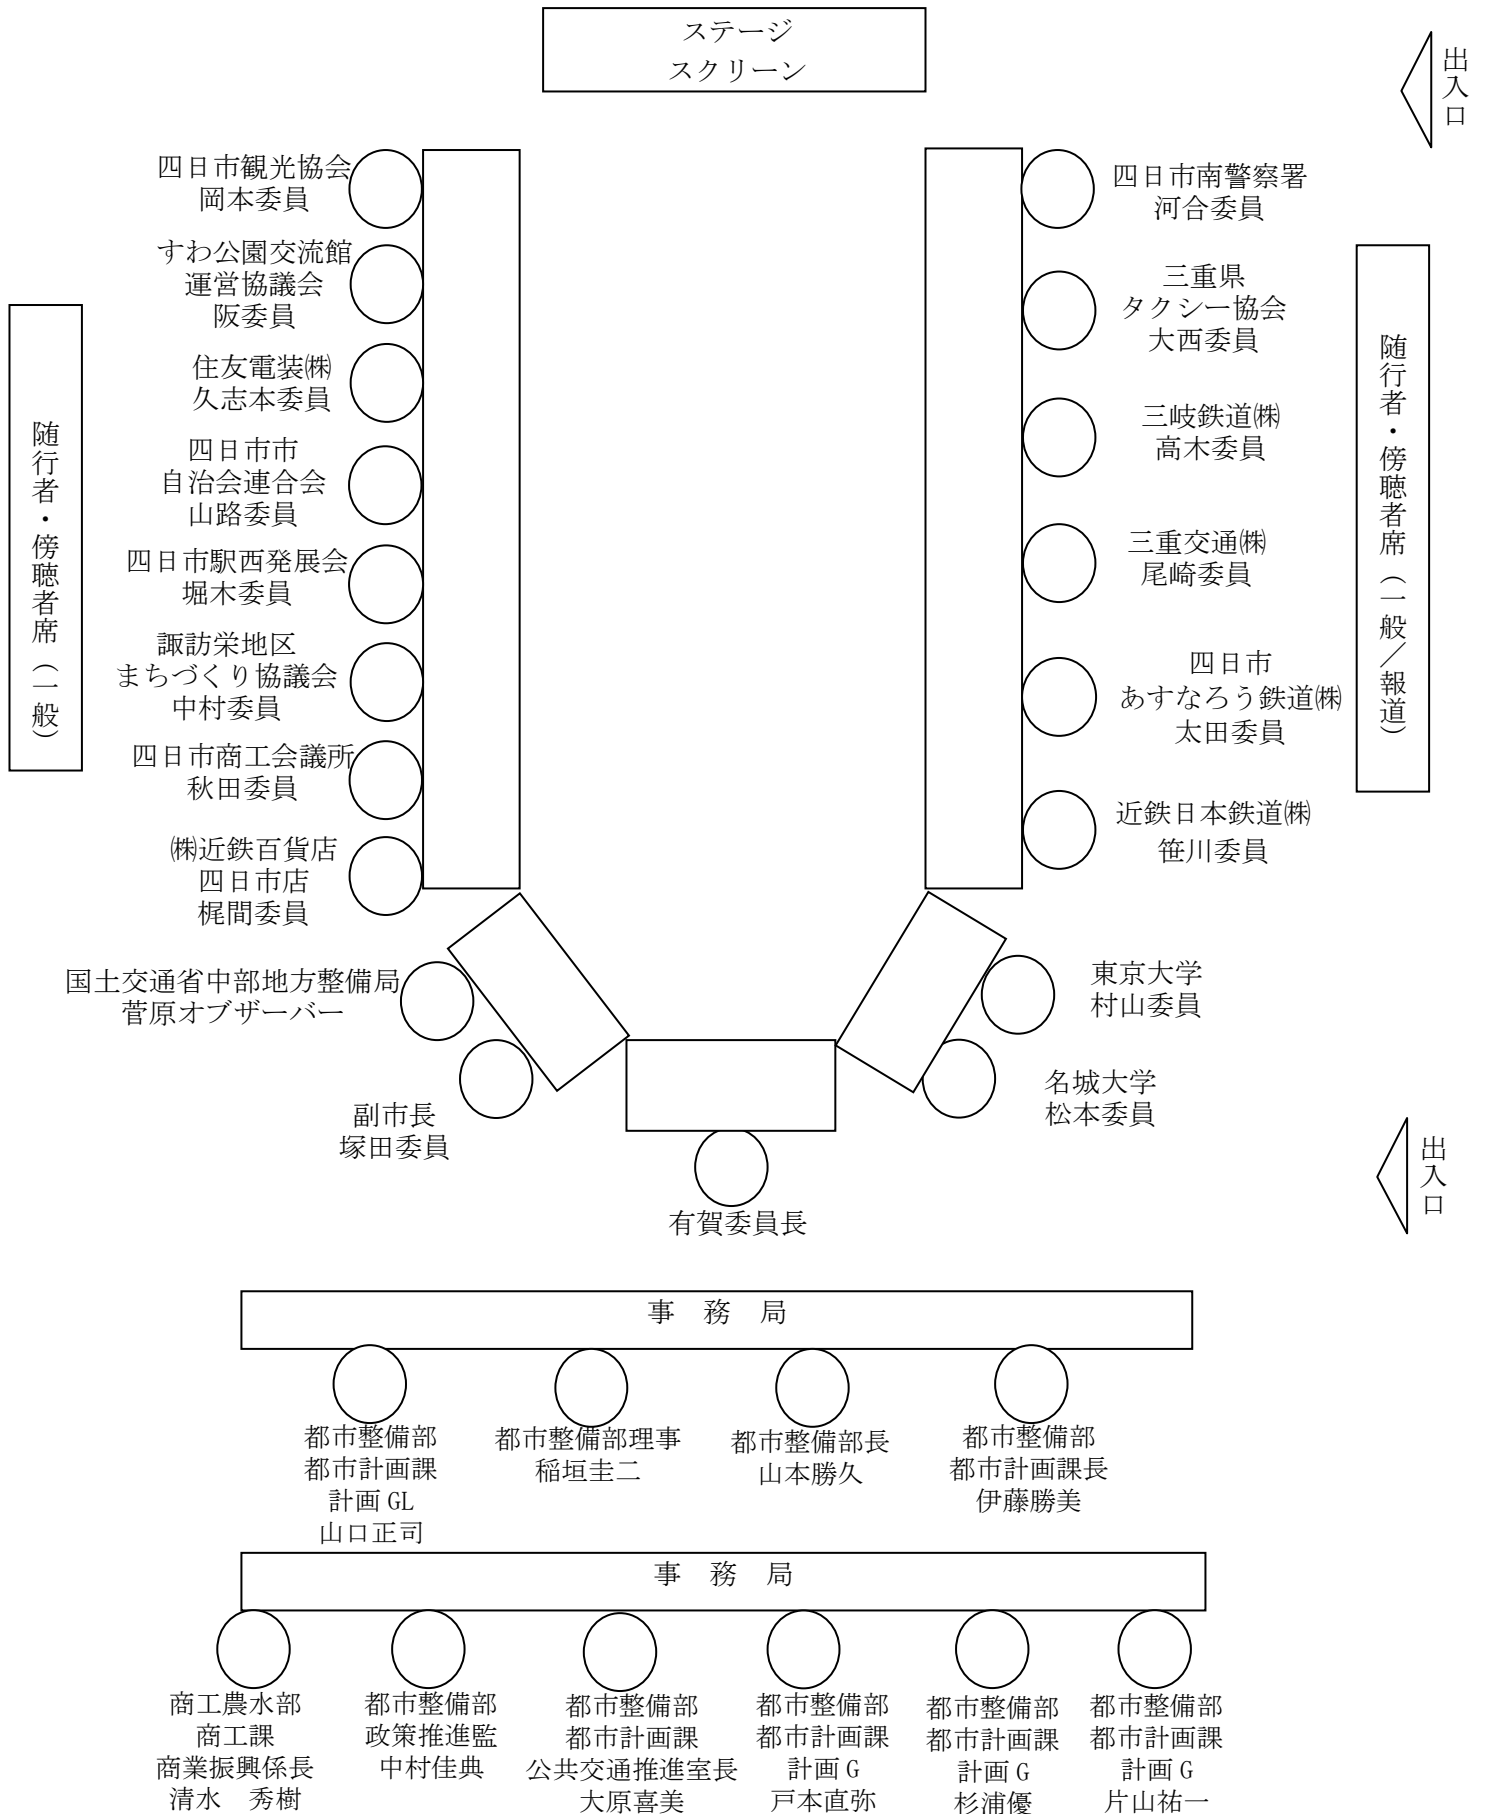 ステージ
スクリーン
出入口
四日市観光協会
岡本委員
すわ公園交流館
運営協議会
阪委員
住友電装㈱
久志本委員
四日市市
自治会連合会
山路委員
四日市駅西発展会
堀木委員
諏訪栄地区
まちづくり協議会
中村委員
四日市商工会議所
秋田委員
㈱近鉄百貨店
四日市店
梶間委員
国土交通省中部地方整備局
菅原オブザーバー
副市長
塚田委員
有賀委員長
四日市南警察署
河合委員
三重県
タクシー協会
大西委員
三岐鉄道㈱
高木委員
三重交通㈱
尾崎委員
四日市
あすなろう鉄道㈱
太田委員
近鉄日本鉄道㈱
笹川委員
東京大学
村山委員
名城大学
松本委員
随行者・傍聴者席（一般）
随行者・傍聴者席（一般／報道）
出入口
事　務　局
都市整備部
都市計画課
計画 GL
山口正司
都市整備部理事
稲垣圭二
都市整備部長
山本勝久
都市整備部
都市計画課長
伊藤勝美
事　務　局
商工農水部
商工課
商業振興係長
清水　秀樹
都市整備部
政策推進監
中村佳典
都市整備部
都市計画課
公共交通推進室長
大原喜美
都市整備部
都市計画課
計画 G
戸本直弥
都市整備部
都市計画課
計画 G
杉浦優
都市整備部
都市計画課
計画 G
片山祐一